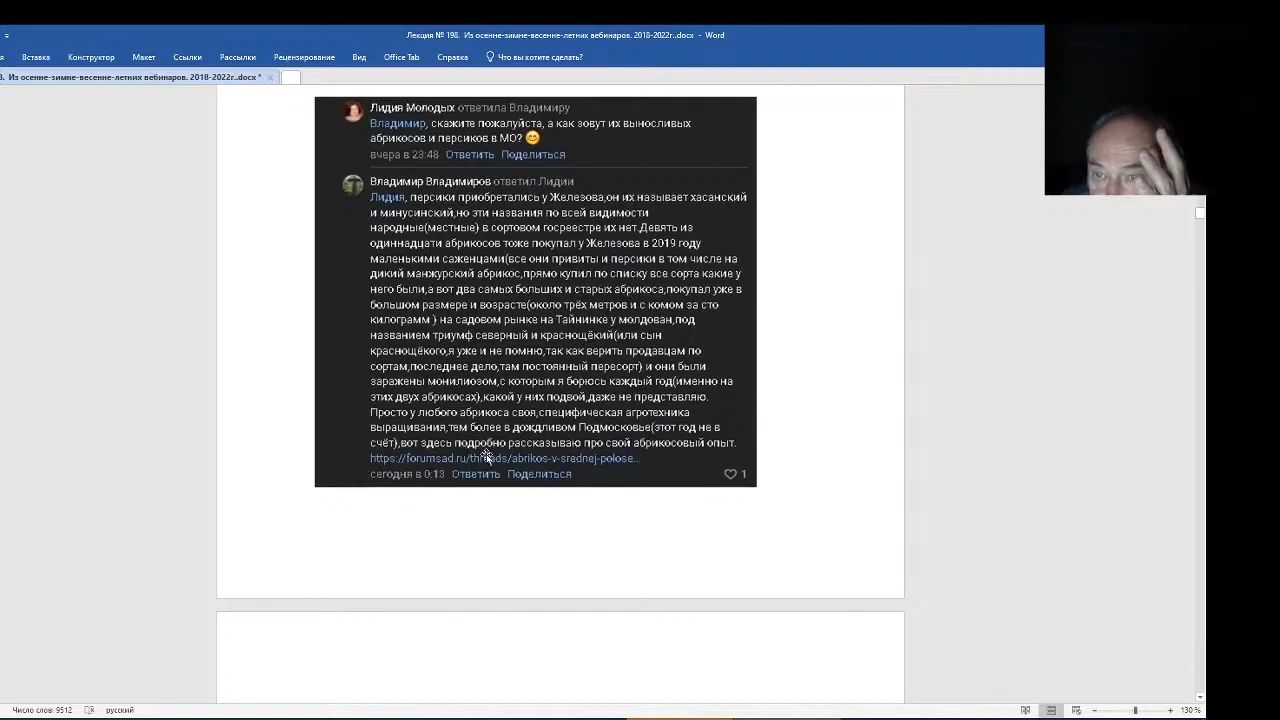 Лекция № 198. Из осенне-зимне-весенне-летних вебинаров. 2018-2022г..docx - Word
Вставка Конструктор Макет Ссылки Рассылки Рецензирование Вид Office Tab Справка Что вы хотите сделать?
8. Из осенне-зимне-весенне-летних вебинаров. 2018-2022г..docx *
Лидия Молодых ответила Владимиру
Владимир, скажите пожалуйста, а как зовут их выносливых
абрикосов и персиков в МО? 😊
вчера в 23:48 Ответить Поделиться
Владимир Владимиров ответил Лидии
Лидия, персики приобретались у Железова,он их называет хасанский
и минусинский,но эти названия по всей видимости
народные(местные) в сортовом госреестре их нет.Девять из
одиннадцати абрикосов тоже покупал у Железова в 2019 году
маленькими саженцами(все они привиты и персики в том числе на
дикий манжурский абрикос,прямо купил по списку все сорта какие у
него были,а вот два самых больших и старых абрикоса,покупал уже в
большом размере и возрасте(около трёх метров и с комом за сто
килограмм ) на садовом рынке на Тайнинке у молдован,под
названием триумф северный и краснощёкий(или сын
краснощёкого,я уже и не помню,так как верить продавцам по
сортам,последнее дело,там постоянный пересорт) и они были
заражены монилиозом,с которым я борюсь каждый год(именно на
этих двух абрикосах),какой у них подвой,даже не представляю.
Просто у любого абрикоса своя,специфическая агротехника
выращивания,тем более в дождливом Подмосковье(этот год не в
счёт),вот здесь подробно рассказываю про свой абрикосовый опыт.
https://forumsad.ru/threads/abrikos-v-srednej-polose...
сегодня в 0:13 Ответить Поделиться 1
Число слов: 9512 русский 130 %